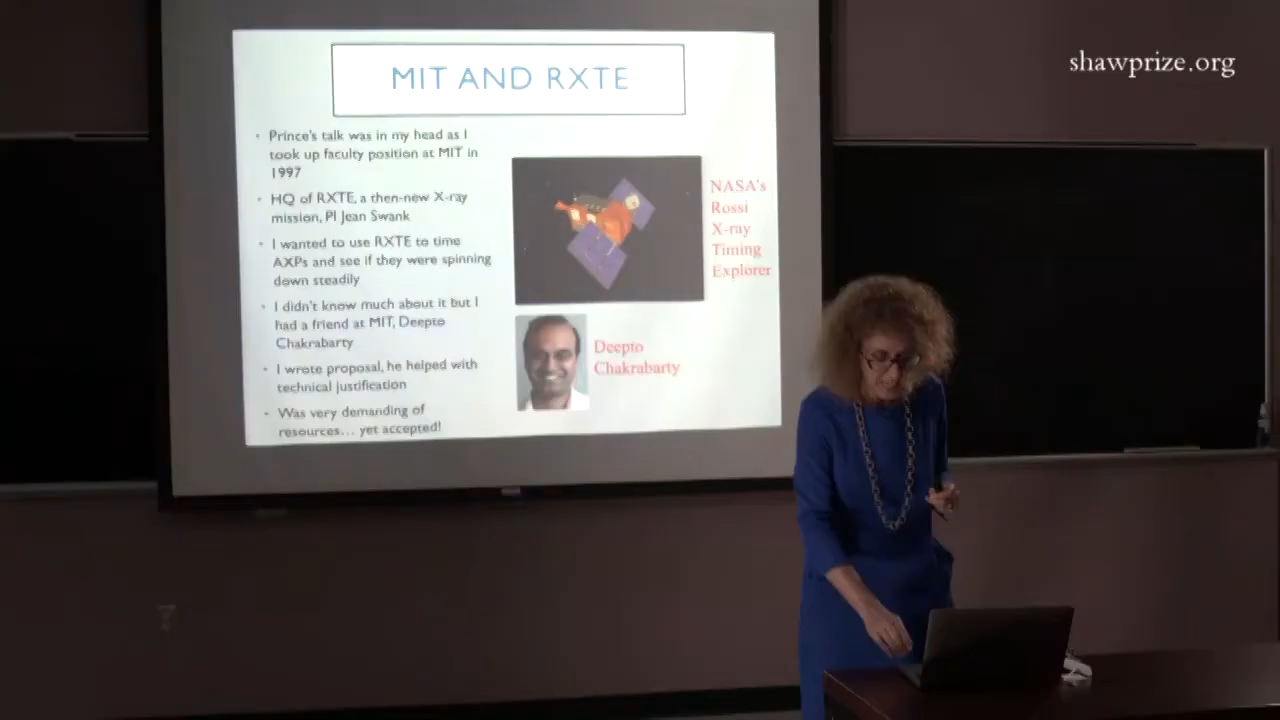 shawprize.org
MIT AND RXTE
• Prince's talk was in my head as I
took up faculty position at MIT in
1997
• HQ of RXTE, a then-new X-ray
mission, PI Jean Swank
• I wanted to use RXTE to time
AXPs and see if they were spinning
down steadily
• I didn't know much about it but I
had a friend at MIT, Deepto
Chakrabarty
• I wrote proposal, he helped with
technical justification
• Was very demanding of
resources... yet accepted!
NASA's
Rossi
X-ray
Timing
Explorer
Deepto
Chakrabarty